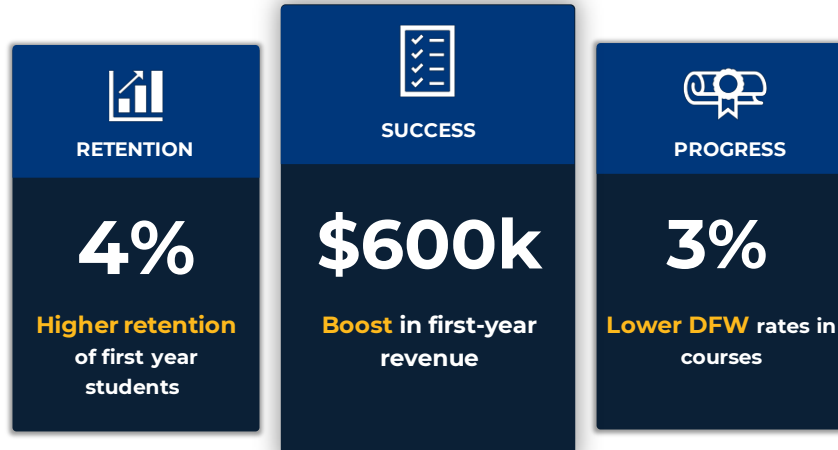 RETENTION
4%
Higher retention
of first year
students
SUCCESS
$600k
Boost in first-year
revenue
PROGRESS
3%
Lower DFW rates in
courses